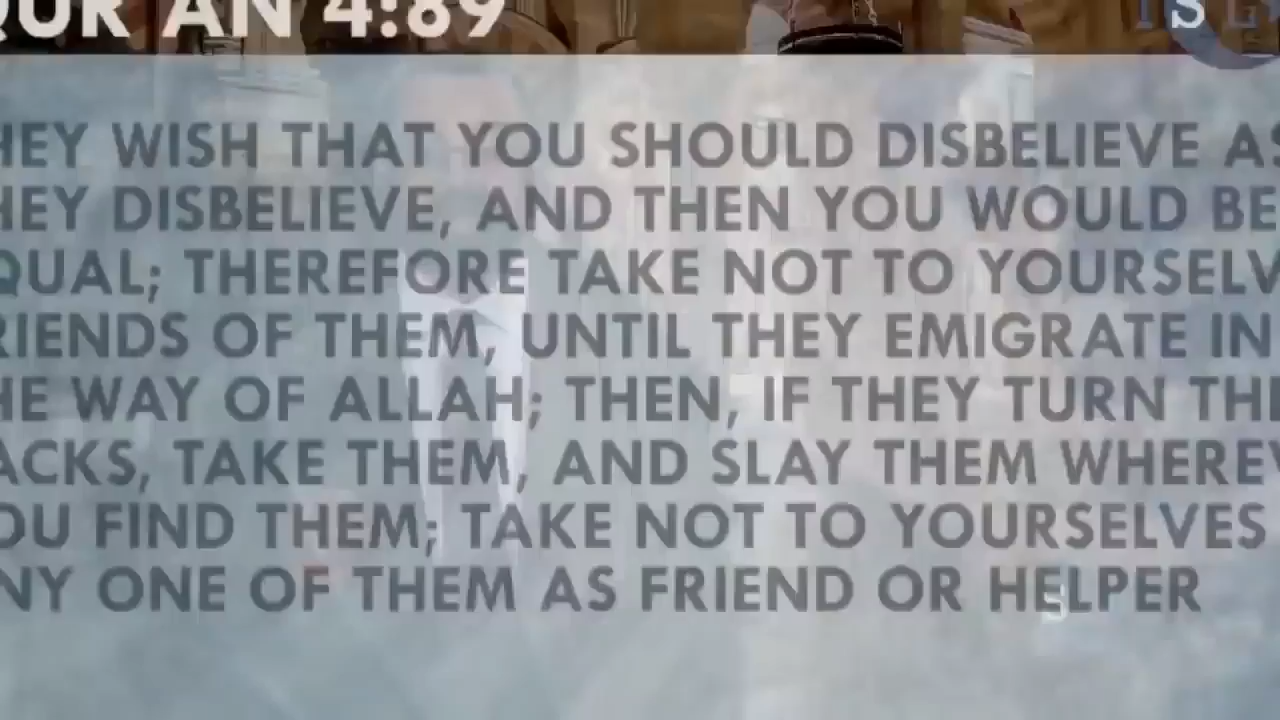 QUR AN 4:89
HEY WISH THAT YOU SHOULD DISBELIEVE AS
HEY DISBELIEVE, AND THEN YOU WOULD BE
QUAL; THEREFORE TAKE NOT TO YOURSELV
RIENDS OF THEM, UNTIL THEY EMIGRATE IN
HE WAY OF ALLAH; THEN, IF THEY TURN THE
ACKS, TAKE THEM, AND SLAY THEM WHEREV
OU FIND THEM; TAKE NOT TO YOURSELVES
NY ONE OF THEM AS FRIEND OR HELPER